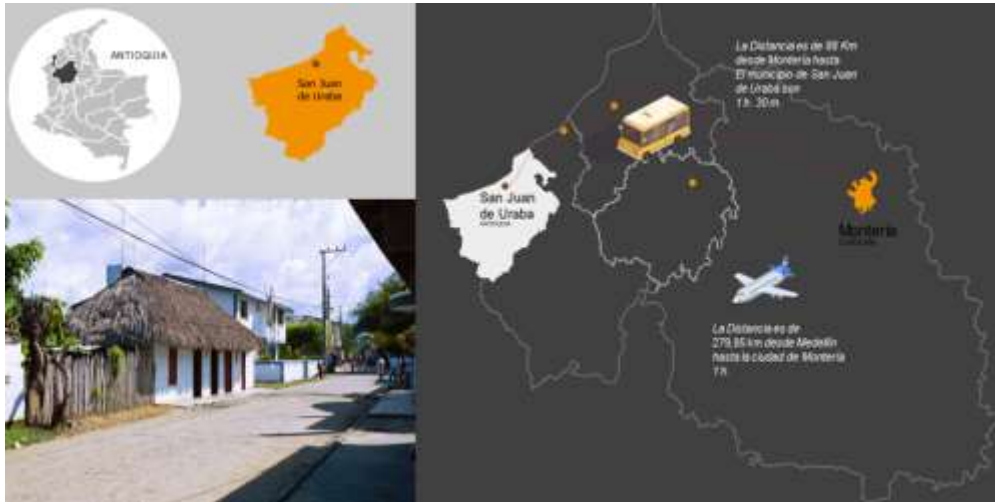 ANTIOQUIA
San Juan
de Uraba
La Distancia es de Km
desde Montería hasta
El municipio de San Juan
de Urabá son
1 h. 30 m.
San Juan
de Uraba
ANTIOQUIA
Montería
La Distancia es de
279,85 km desde Medellín
hasta la ciudad de Montería
1 h.